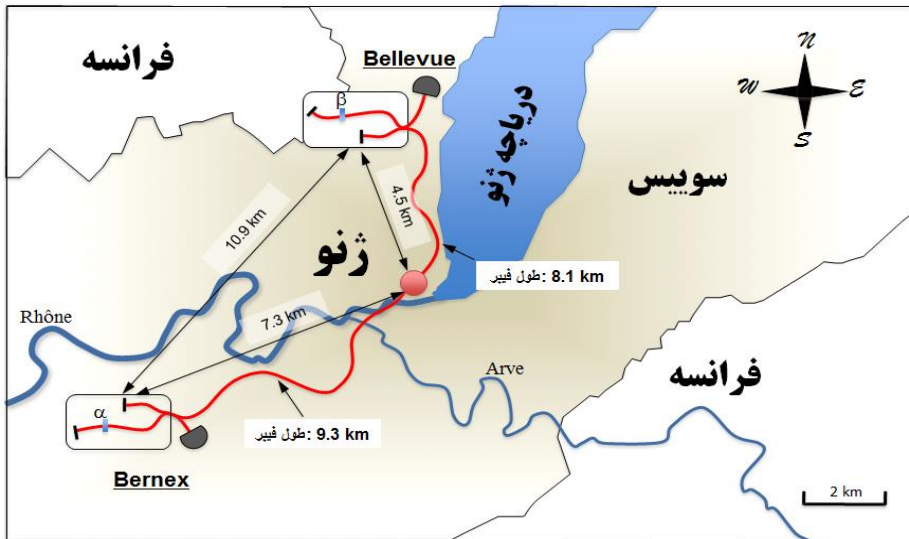 فرانسه
Bellevue
β
N
W
E
S
دریاچه ژنو
سوییس
4.5 km
10.9 km
ژنو
طول فیبر: 8.1 km
7.3 km
Rhône
Arve
فرانسه
α
طول فیبر: 9.3 km
Bernex
2 km